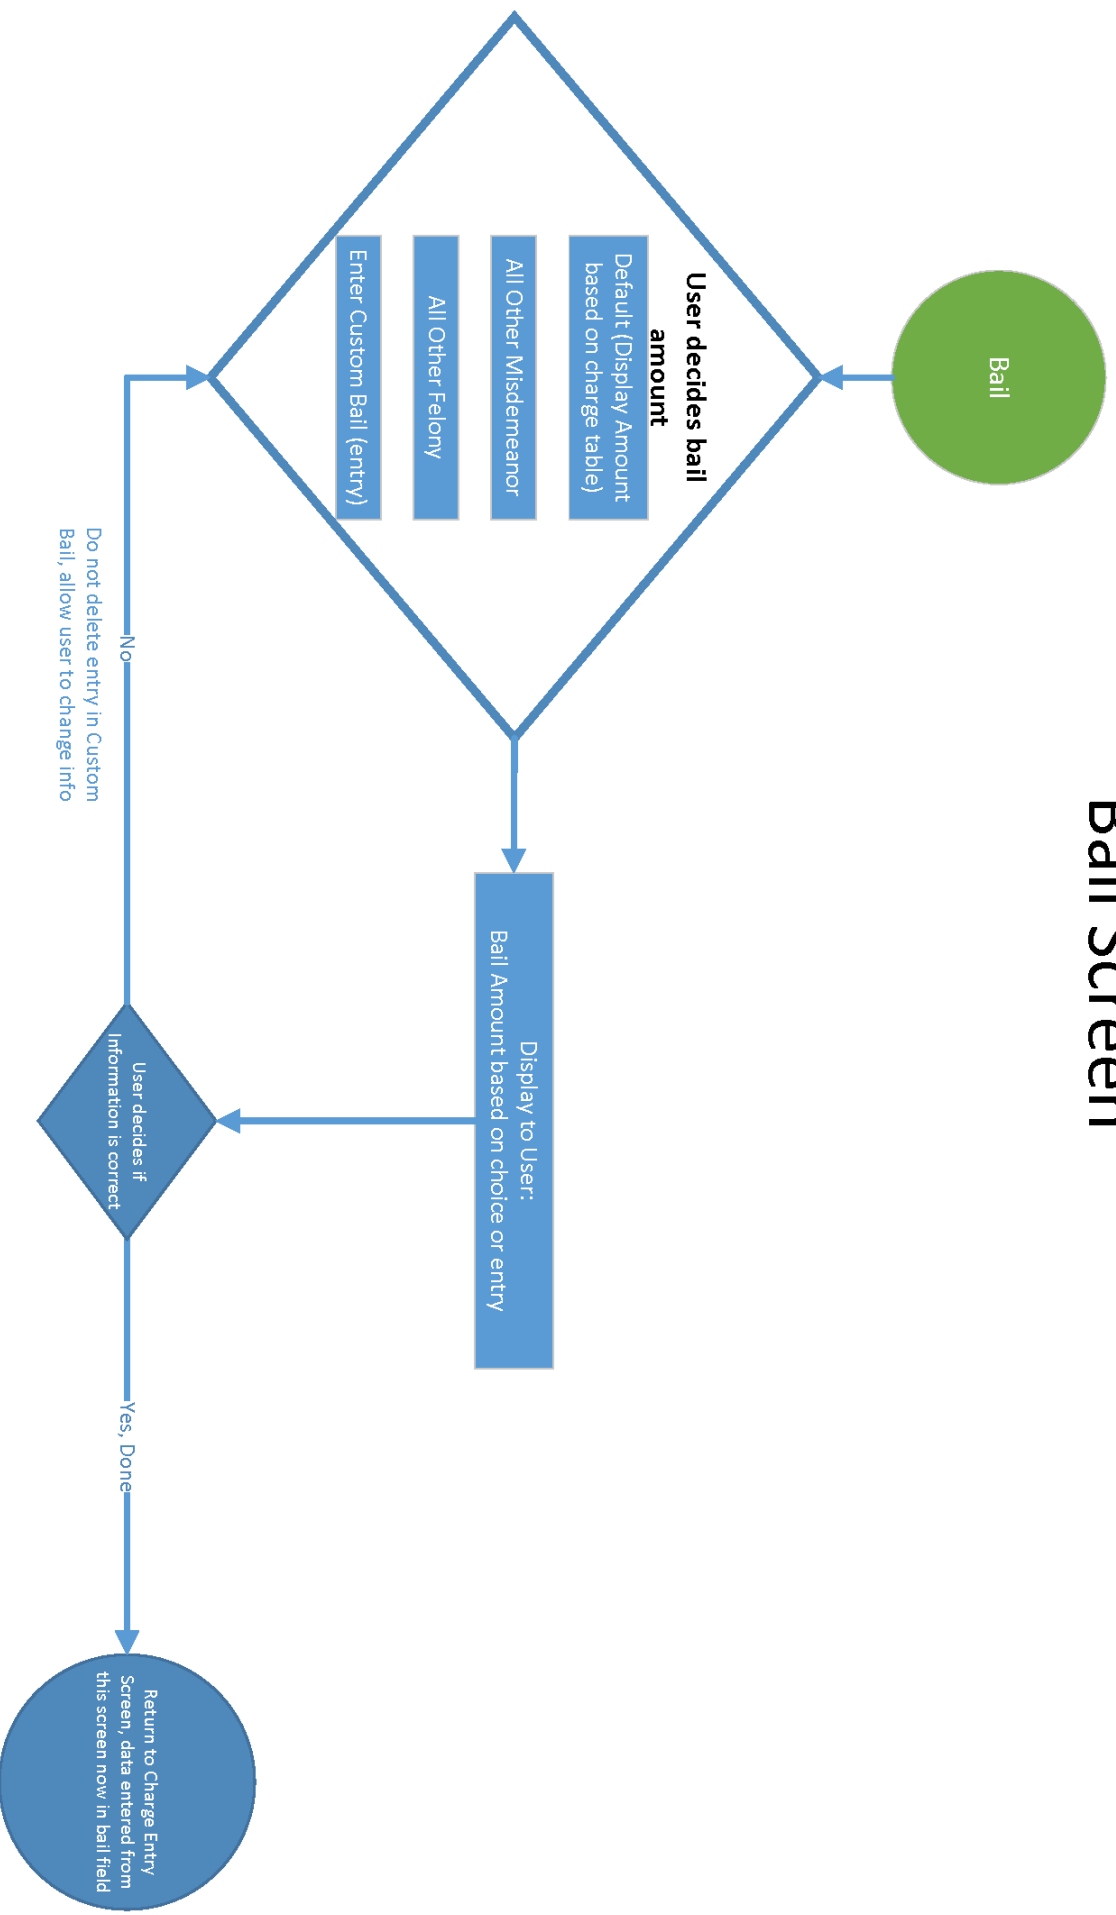 Bail Screen
Bail
User decides bail
amount
Default (Display Amount
based on charge table)
All Other Misdemeanor
All Other Felony
Enter Custom Bail (entry)
Display to User:
Bail Amount based on choice or entry
User decides if
Information is correct
No
Do not delete entry in Custom
Bail, allow user to change info
Yes, Done
Return to Charge Entry
Screen, data entered from
this screen now in bail field